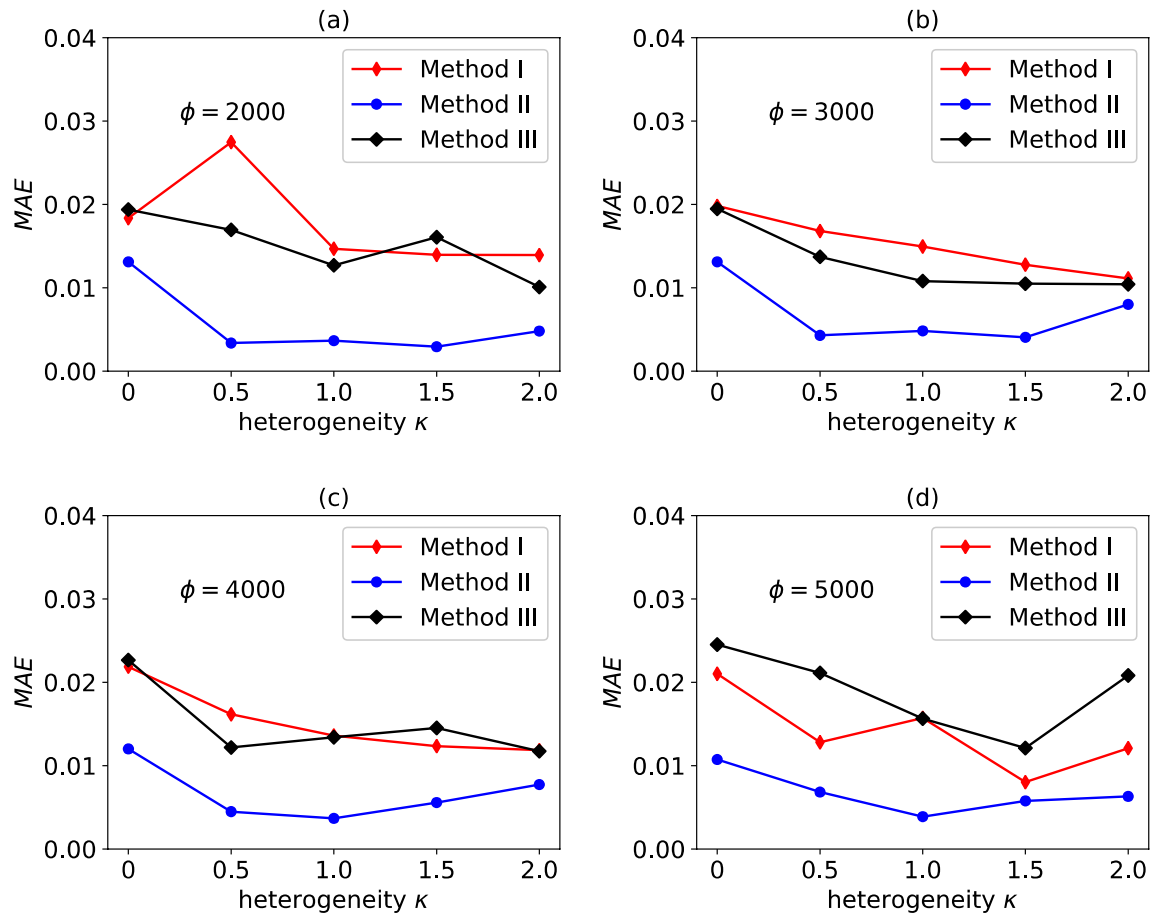 (a)
MAE
0.04
0.03
0.02
0.01
0.00
ϕ = 2000
Method I
Method II
Method III
0 0.5 1.0 1.5 2.0
heterogeneity κ
(b)
MAE
0.04
0.03
0.02
0.01
0.00
ϕ = 3000
Method I
Method II
Method III
0 0.5 1.0 1.5 2.0
heterogeneity κ
(c)
MAE
0.04
0.03
0.02
0.01
0.00
ϕ = 4000
Method I
Method II
Method III
0 0.5 1.0 1.5 2.0
heterogeneity κ
(d)
MAE
0.04
0.03
0.02
0.01
0.00
ϕ = 5000
Method I
Method II
Method III
0 0.5 1.0 1.5 2.0
heterogeneity κ